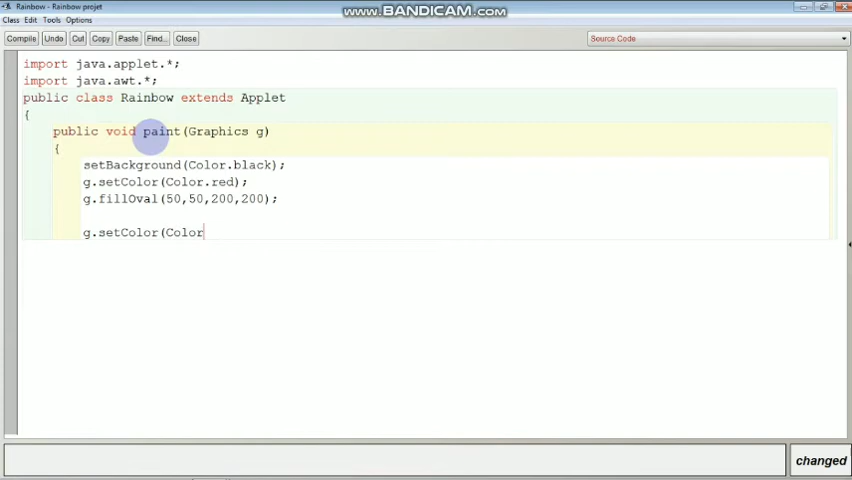 Rainbow - Rainbow projet
www.BANDICAM.com
Class Edit Tools Options
Compile Undo Cut Copy Paste Find... Close Source Code
import java.applet.*;
import java.awt.*;
public class Rainbow extends Applet
{
public void paint(Graphics g)
{
setBackground(Color.black);
g.setColor(Color.red);
g.fillOval(50,50,200,200);
g.setColor(Color
changed